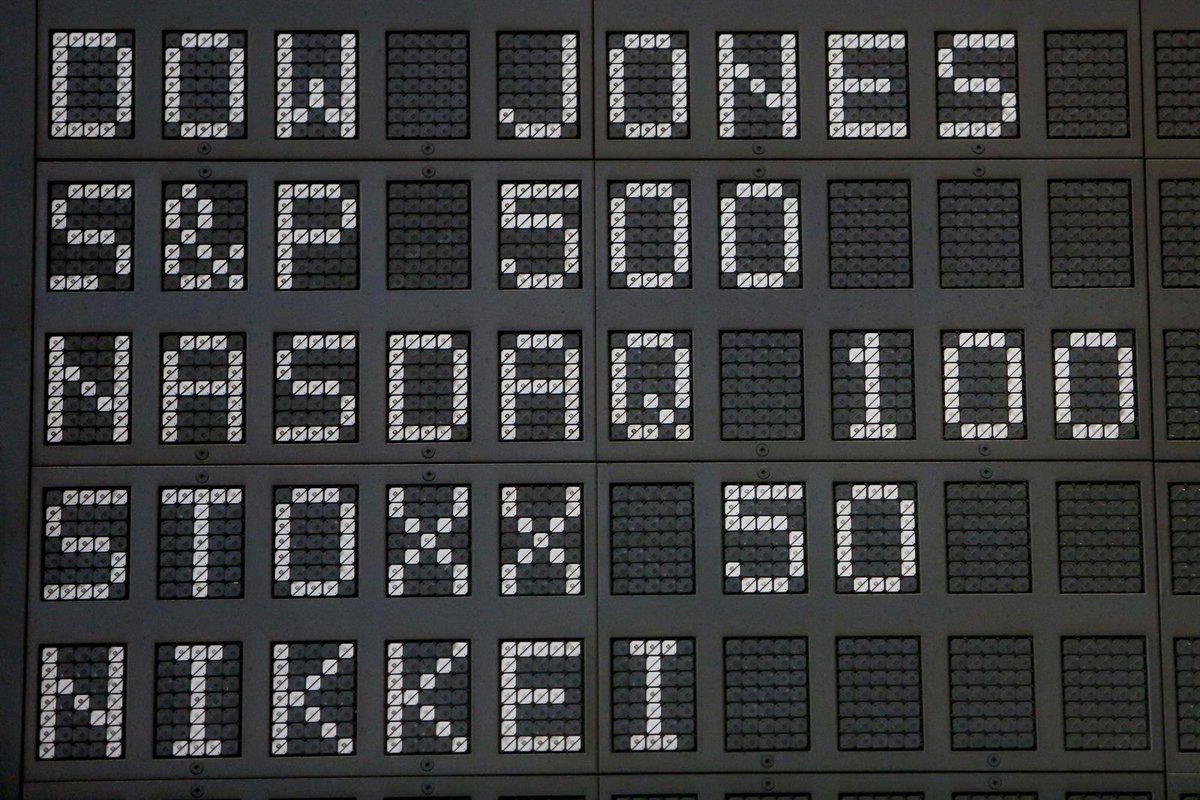 DOW JONES
S&P 500
NASDAQ 100
STOXX 50
NIKKEI